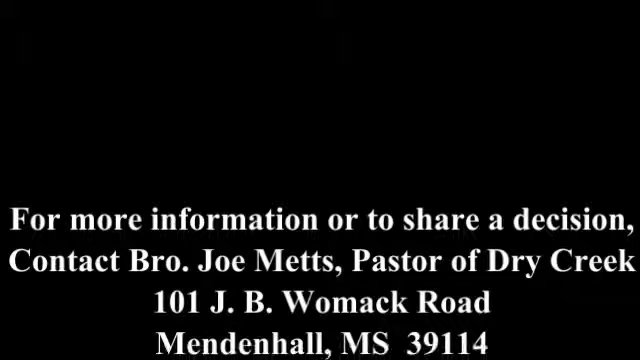 For more information or to share a decision,
Contact Bro. Joe Metts, Pastor of Dry Creek
101 J. B. Womack Road
Mendenhall, MS  39114